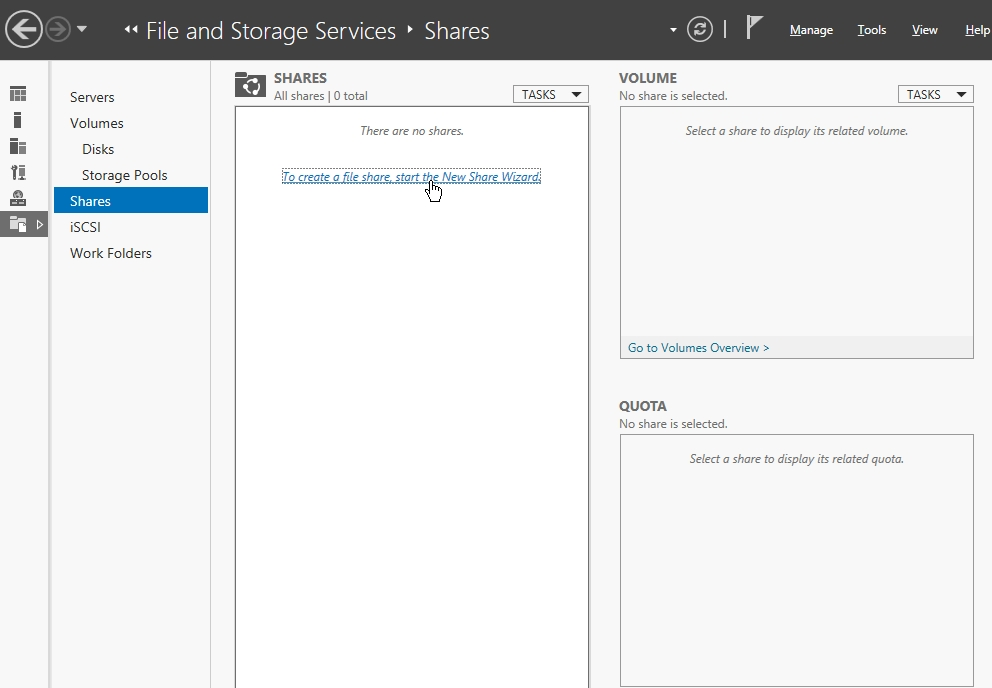 File and Storage Services
Shares
Manage
Tools
View
Help
Servers
Volumes
Disks
Storage Pools
Shares
iSCSI
Work Folders
SHARES
All shares | 0 total
TASKS
There are no shares.
To create a file share, start the New Share Wizard.
VOLUME
No share is selected.
TASKS
Select a share to display its related volume.
Go to Volumes Overview >
QUOTA
No share is selected.
Select a share to display its related quota.